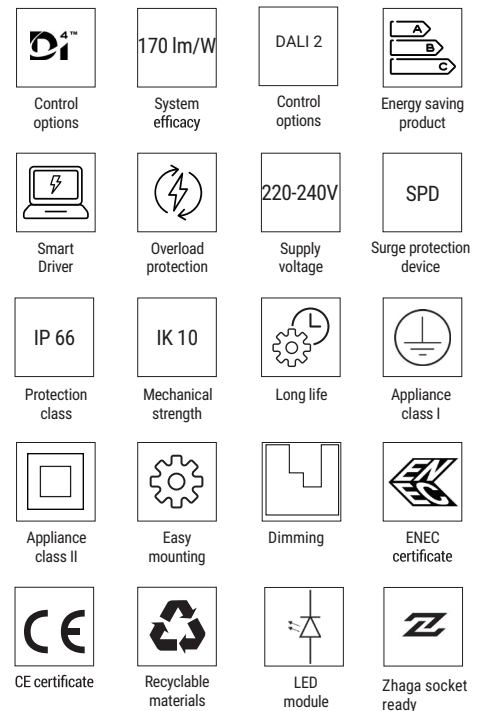 Di4™
170 lm/W
DALI 2
A
B
C
Control
options
System
efficacy
Control
options
Energy saving
product
220-240V
SPD
Smart
Driver
Overload
protection
Supply
voltage
Surge protection
device
IP 66
IK 10
Protection
class
Mechanical
strength
Long life
Appliance
class I
ENEC
Appliance
class II
Easy
mounting
Dimming
ENEC
certificate
CE
CE certificate
Recyclable
materials
LED
module
Zhaga socket
ready